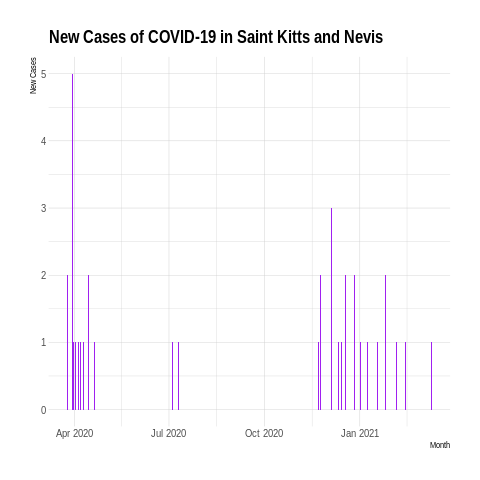 New Cases of COVID-19 in Saint Kitts and Nevis
New Cases
5
4
3
2
1
0
Apr 2020 Jul 2020 Oct 2020 Jan 2021
Month